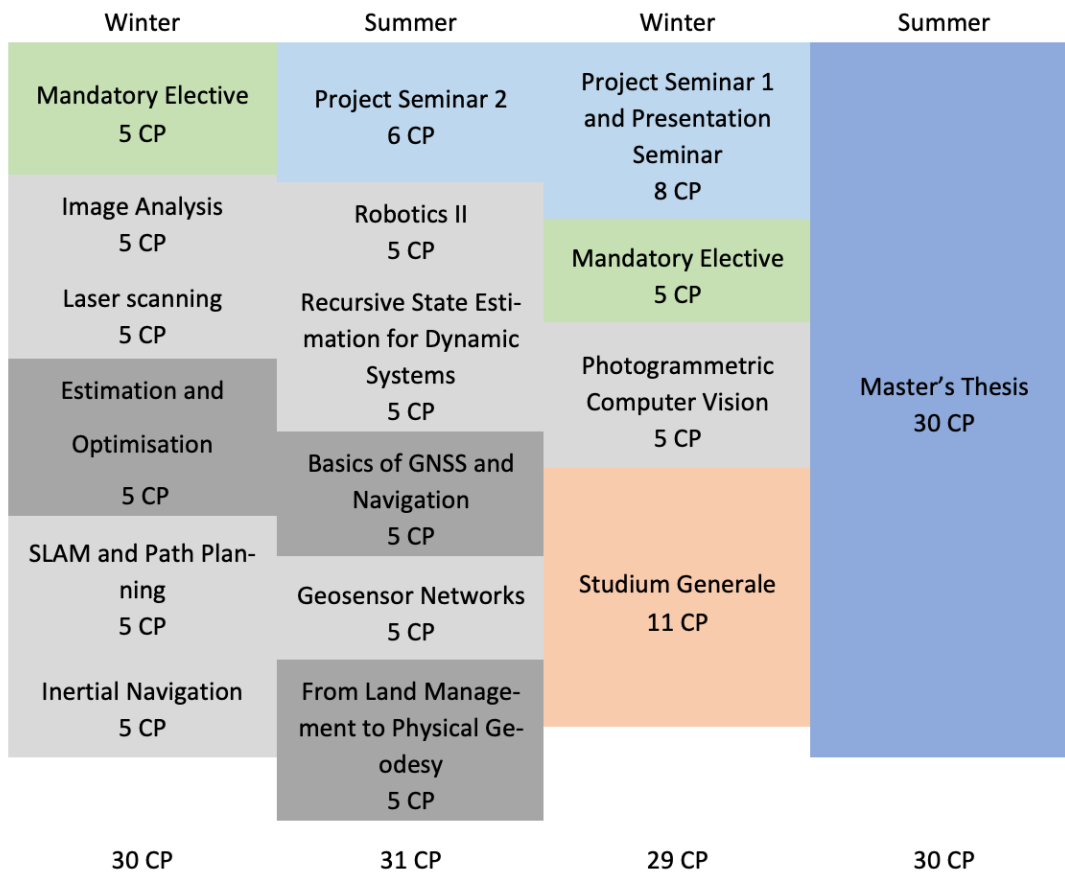 Winter
Summer
Winter
Summer
Mandatory Elective
5 CP
Image Analysis
5 CP
Laser scanning
5 CP
Estimation and
Optimisation
5 CP
SLAM and Path Plan-
ning
5 CP
Inertial Navigation
5 CP
Project Seminar 2
6 CP
Robotics II
5 CP
Recursive State Esti-
mation for Dynamic
Systems
5 CP
Basics of GNSS and
Navigation
5 CP
Geosensor Networks
5 CP
From Land Manage-
ment to Physical Ge-
odesy
5 CP
Project Seminar 1
and Presentation
Seminar
8 CP
Mandatory Elective
5 CP
Photogrammetric
Computer Vision
5 CP
Studium Generale
11 CP
Master’s Thesis
30 CP
30 CP
31 CP
29 CP
30 CP